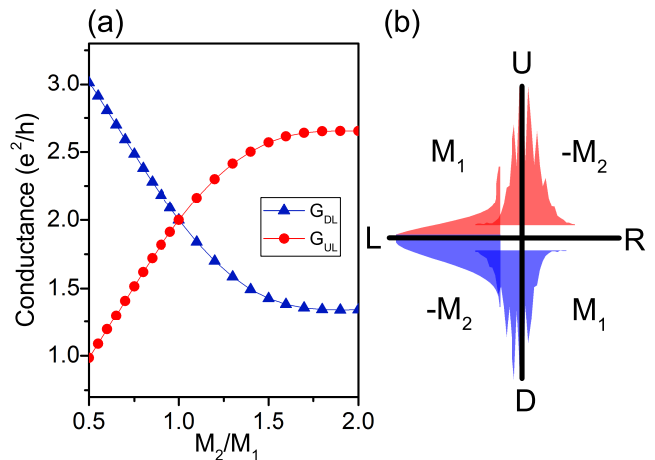 (a)
(b)
Conductance (e²/h)
3.0
2.5
2.0
1.5
1.0
0.5
1.0
1.5
2.0
M₂/M₁
G_DL
G_UL
U
M₁
-M₂
L
R
-M₂
M₁
D